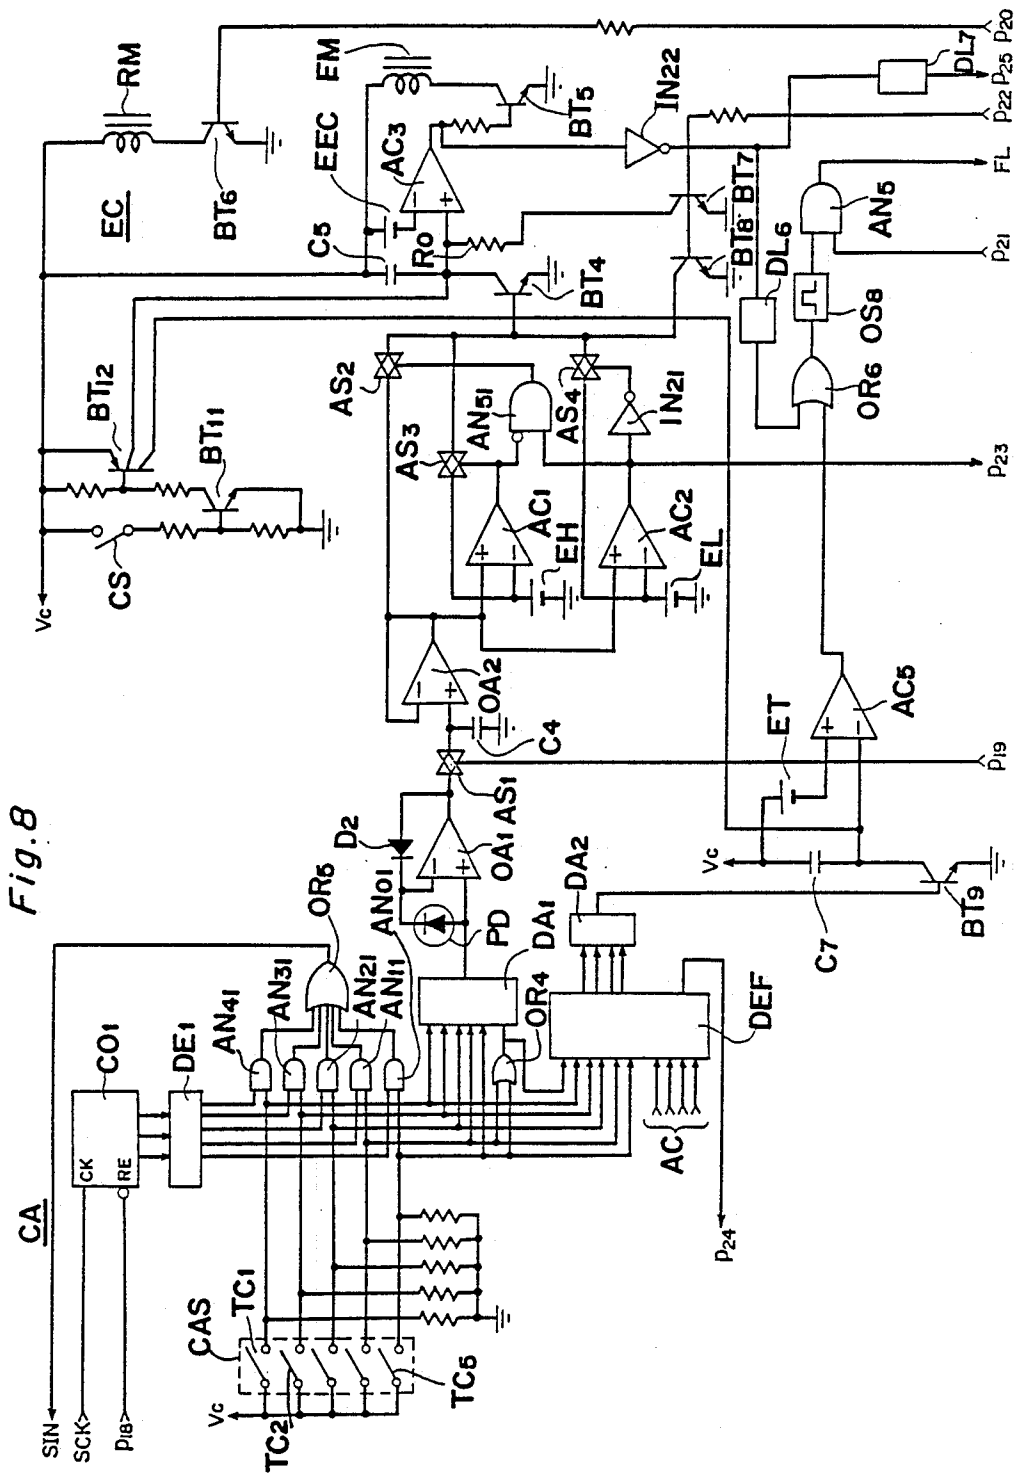 Fig. 8
CA
SIN
SCK
P18
CK
RE
CO1
DE1
AN41
AN31
AN21
AN11
AN01
OR5
CAS
TC1
TC2
TC5
Vc
D2
PD
OA1
AS1
DA1
OR4
DA2
DEF
AC
P24
Vc
C7
BT9
ET
AC5
P19
C4
OA2
Vc
CS
BT11
BT12
EC
RM
BT6
AS2
AS3
AN51
AS4
IN21
AC1
EH
AC2
EL
C5
EEC
AC3
EM
R0
BT4
BT5
IN22
BT7
BT8
DL6
DL7
OS8
OR6
AN5
P23
P21
FL
P22
P25
P20